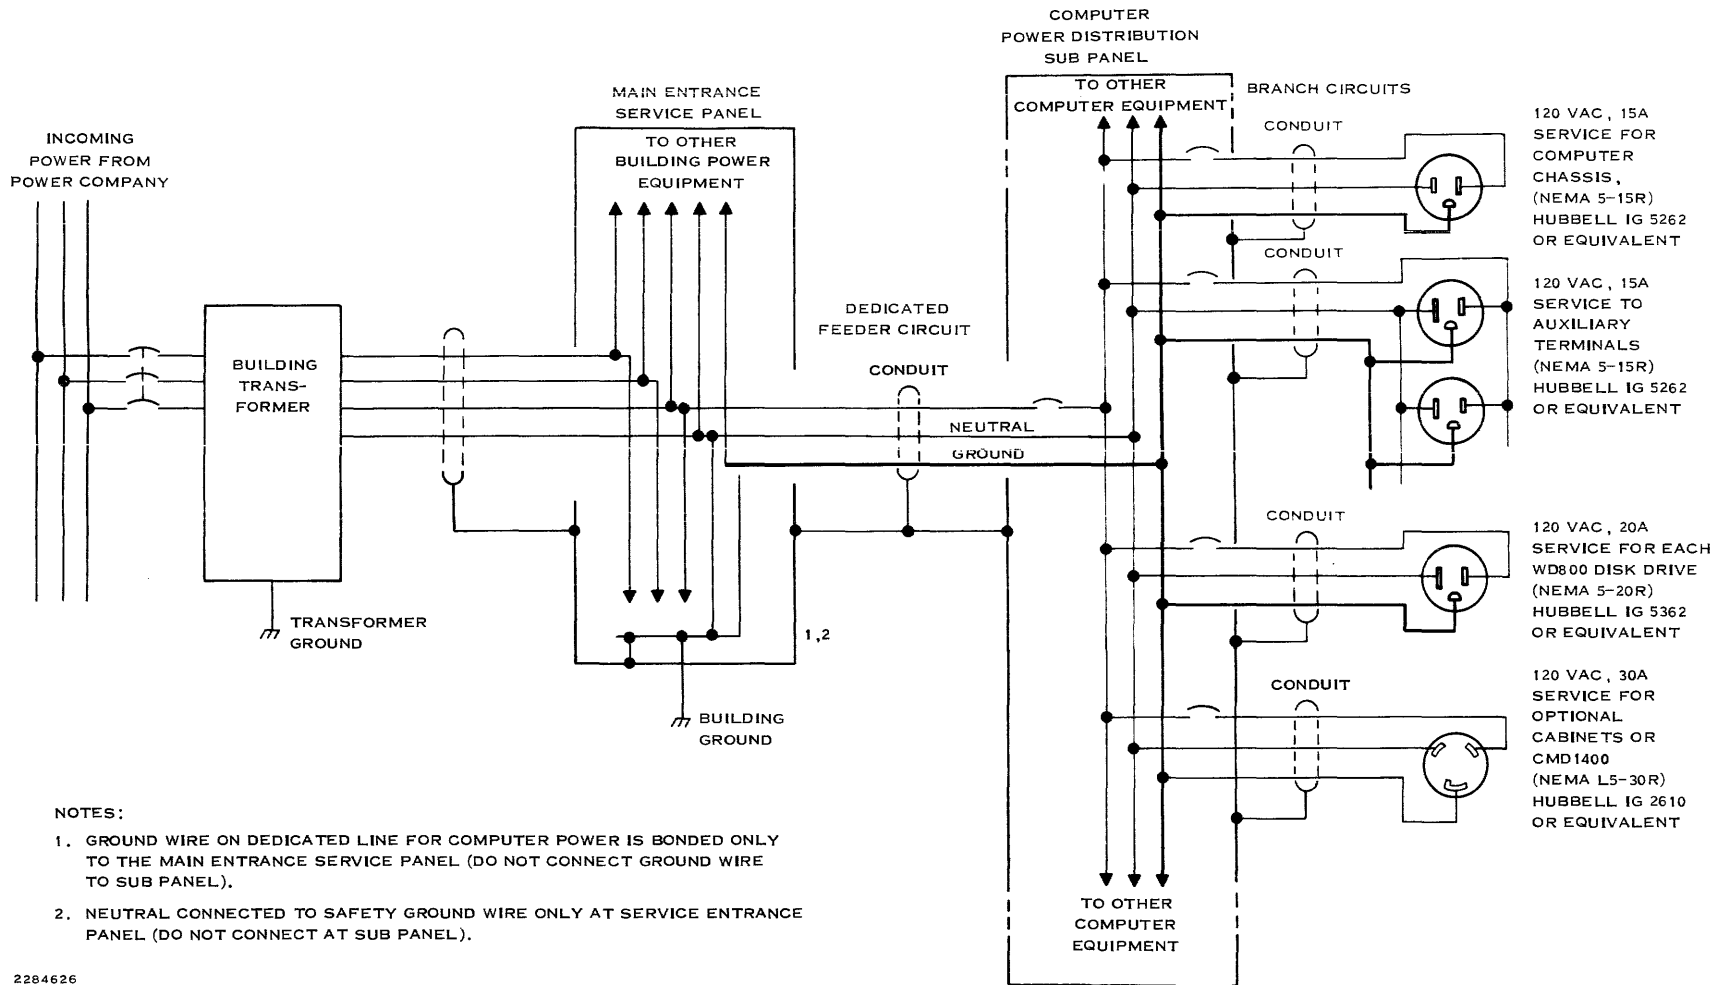 COMPUTER
POWER DISTRIBUTION
SUB PANEL
MAIN ENTRANCE
SERVICE PANEL
INCOMING
POWER FROM
POWER COMPANY
TO OTHER
BUILDING POWER
EQUIPMENT
TO OTHER
COMPUTER EQUIPMENT
BRANCH CIRCUITS
CONDUIT
120 VAC, 15A
SERVICE FOR
COMPUTER
CHASSIS,
(NEMA 5-15R)
HUBBELL IG 5262
OR EQUIVALENT
CONDUIT
120 VAC, 15A
SERVICE TO
AUXILIARY
TERMINALS
(NEMA 5-15R)
HUBBELL IG 5262
OR EQUIVALENT
BUILDING
TRANS-
FORMER
DEDICATED
FEEDER CIRCUIT
CONDUIT
NEUTRAL
GROUND
TRANSFORMER
GROUND
1,2
BUILDING
GROUND
CONDUIT
120 VAC, 20A
SERVICE FOR EACH
WD800 DISK DRIVE
(NEMA 5-20R)
HUBBELL IG 5362
OR EQUIVALENT
CONDUIT
120 VAC, 30A
SERVICE FOR
OPTIONAL
CABINETS OR
CMD1400
(NEMA L5-30R)
HUBBELL IG 2610
OR EQUIVALENT
TO OTHER
COMPUTER
EQUIPMENT
NOTES:
1. GROUND WIRE ON DEDICATED LINE FOR COMPUTER POWER IS BONDED ONLY
TO THE MAIN ENTRANCE SERVICE PANEL (DO NOT CONNECT GROUND WIRE
TO SUB PANEL).
2. NEUTRAL CONNECTED TO SAFETY GROUND WIRE ONLY AT SERVICE ENTRANCE
PANEL (DO NOT CONNECT AT SUB PANEL).
2284626